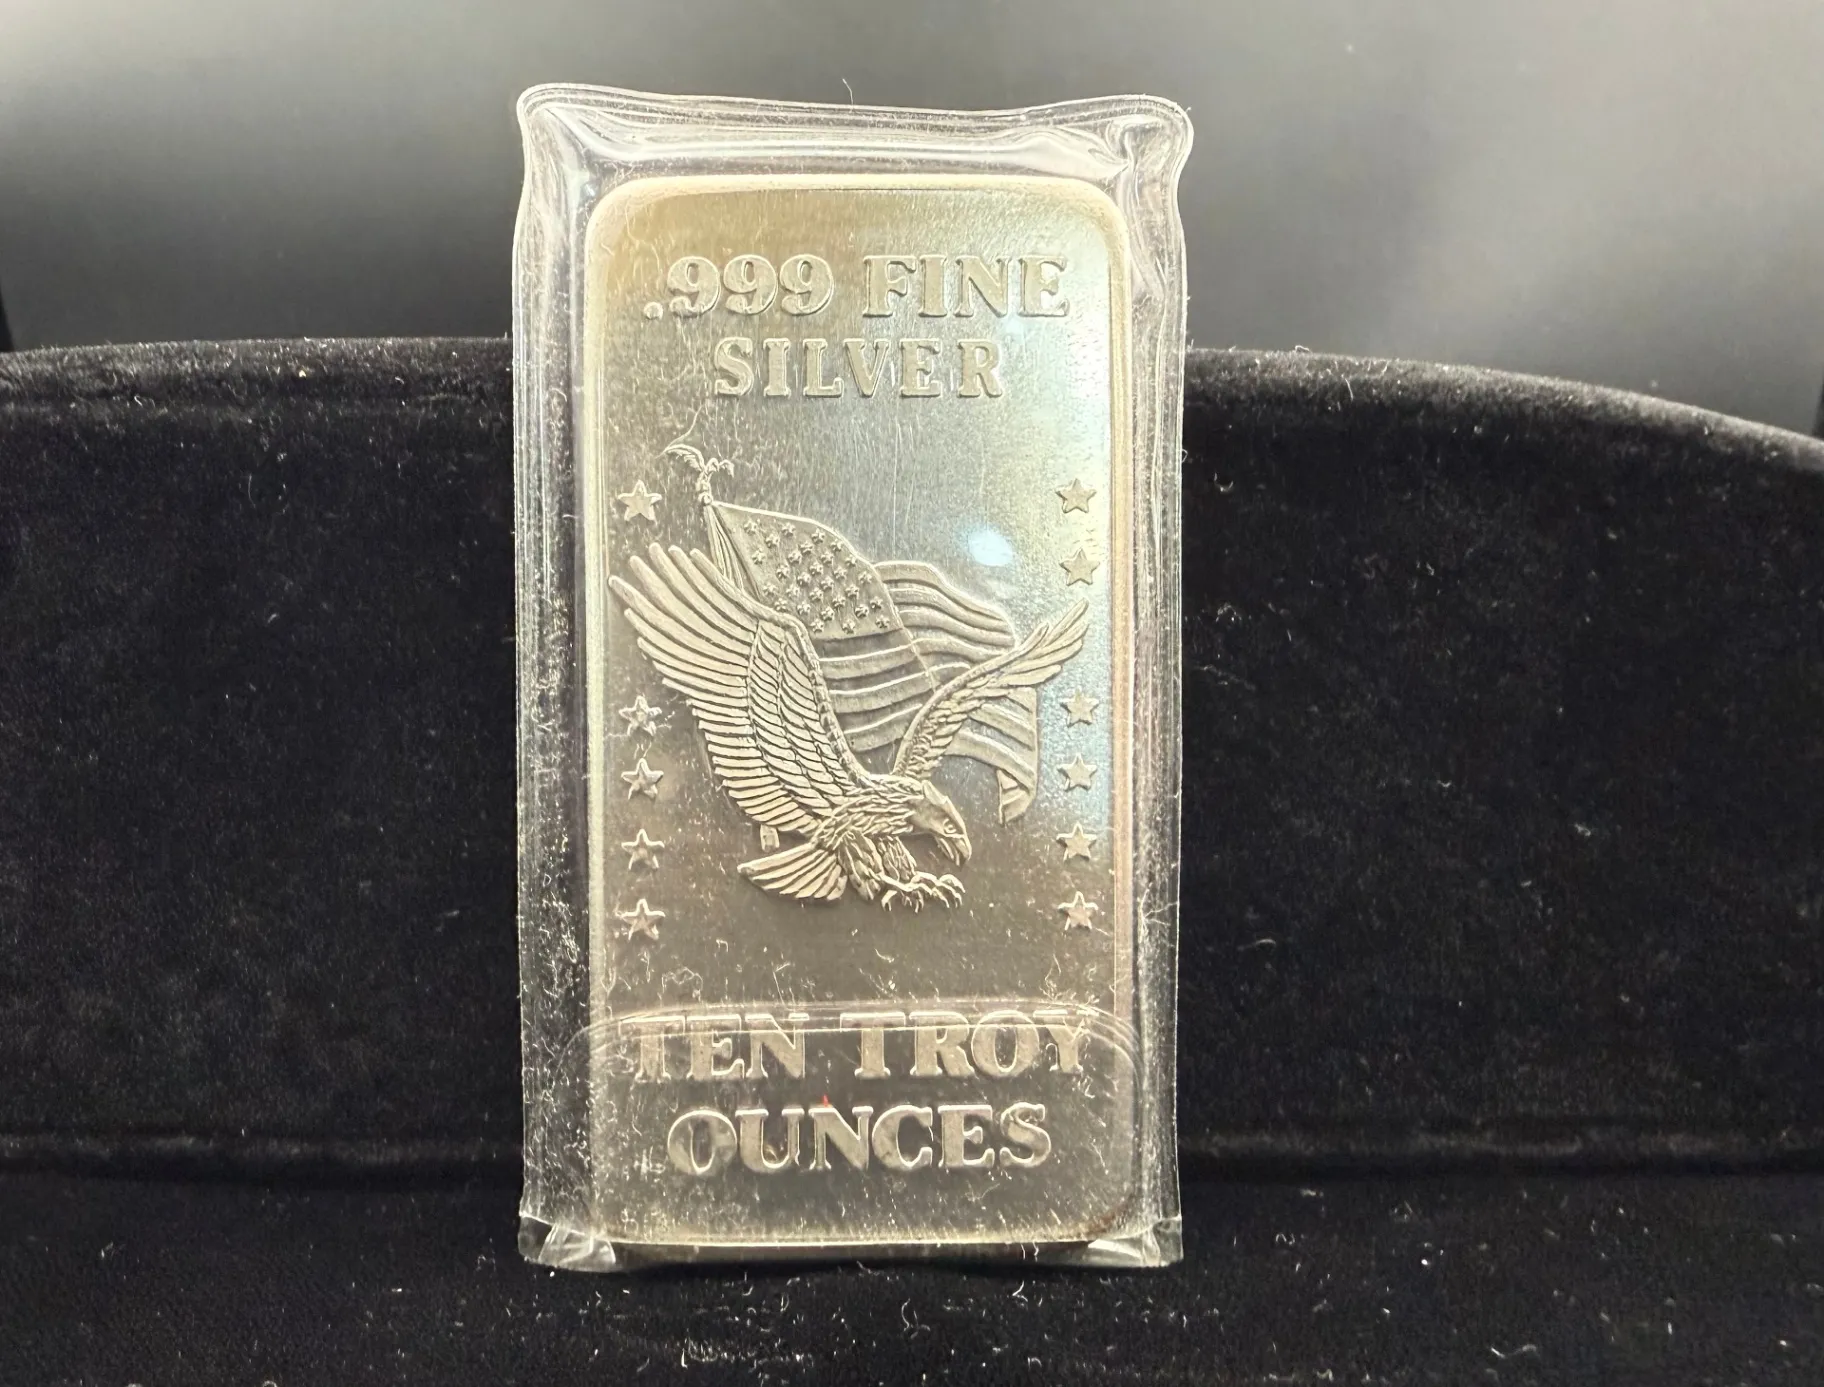 .999 FINE
SILVER
TEN TROY
OUNCES